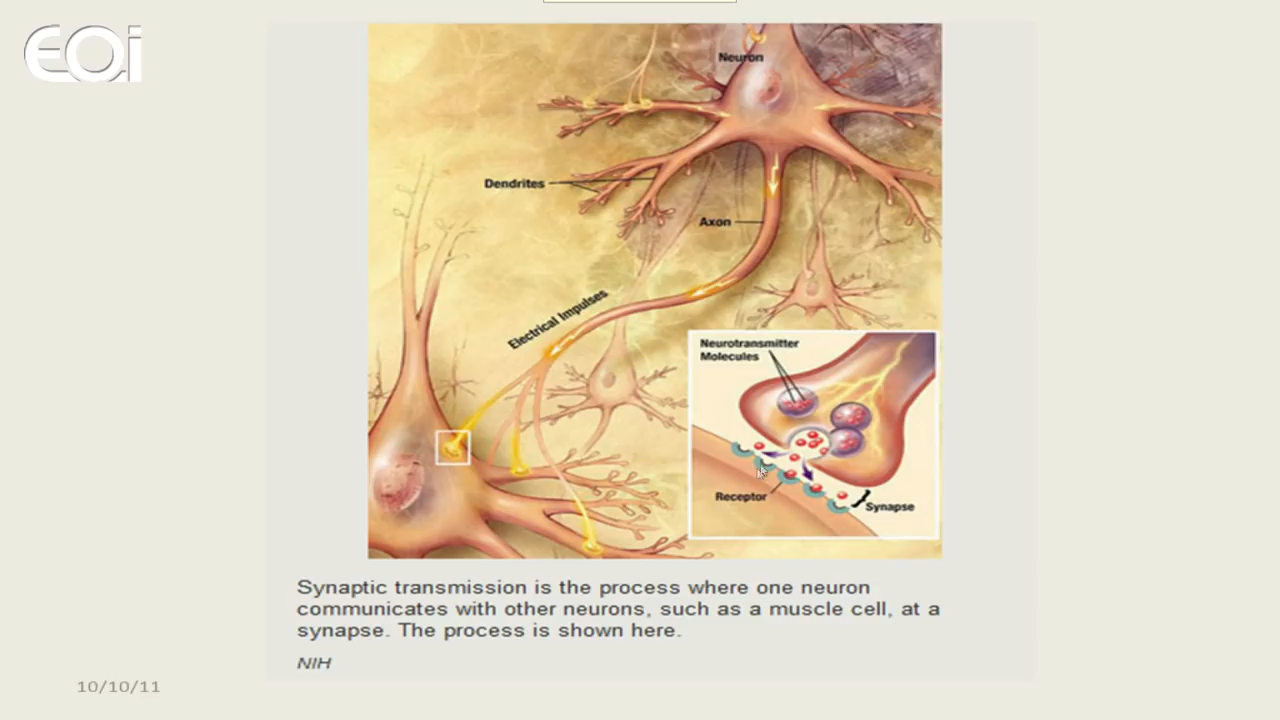 EQi
Neuron
Dendrites
Axon
Electrical Impulses
Neurotransmitter
Molecules
Receptor
Synapse
Synaptic transmission is the process where one neuron
communicates with other neurons, such as a muscle cell, at a
synapse. The process is shown here.
NIH
10/10/11